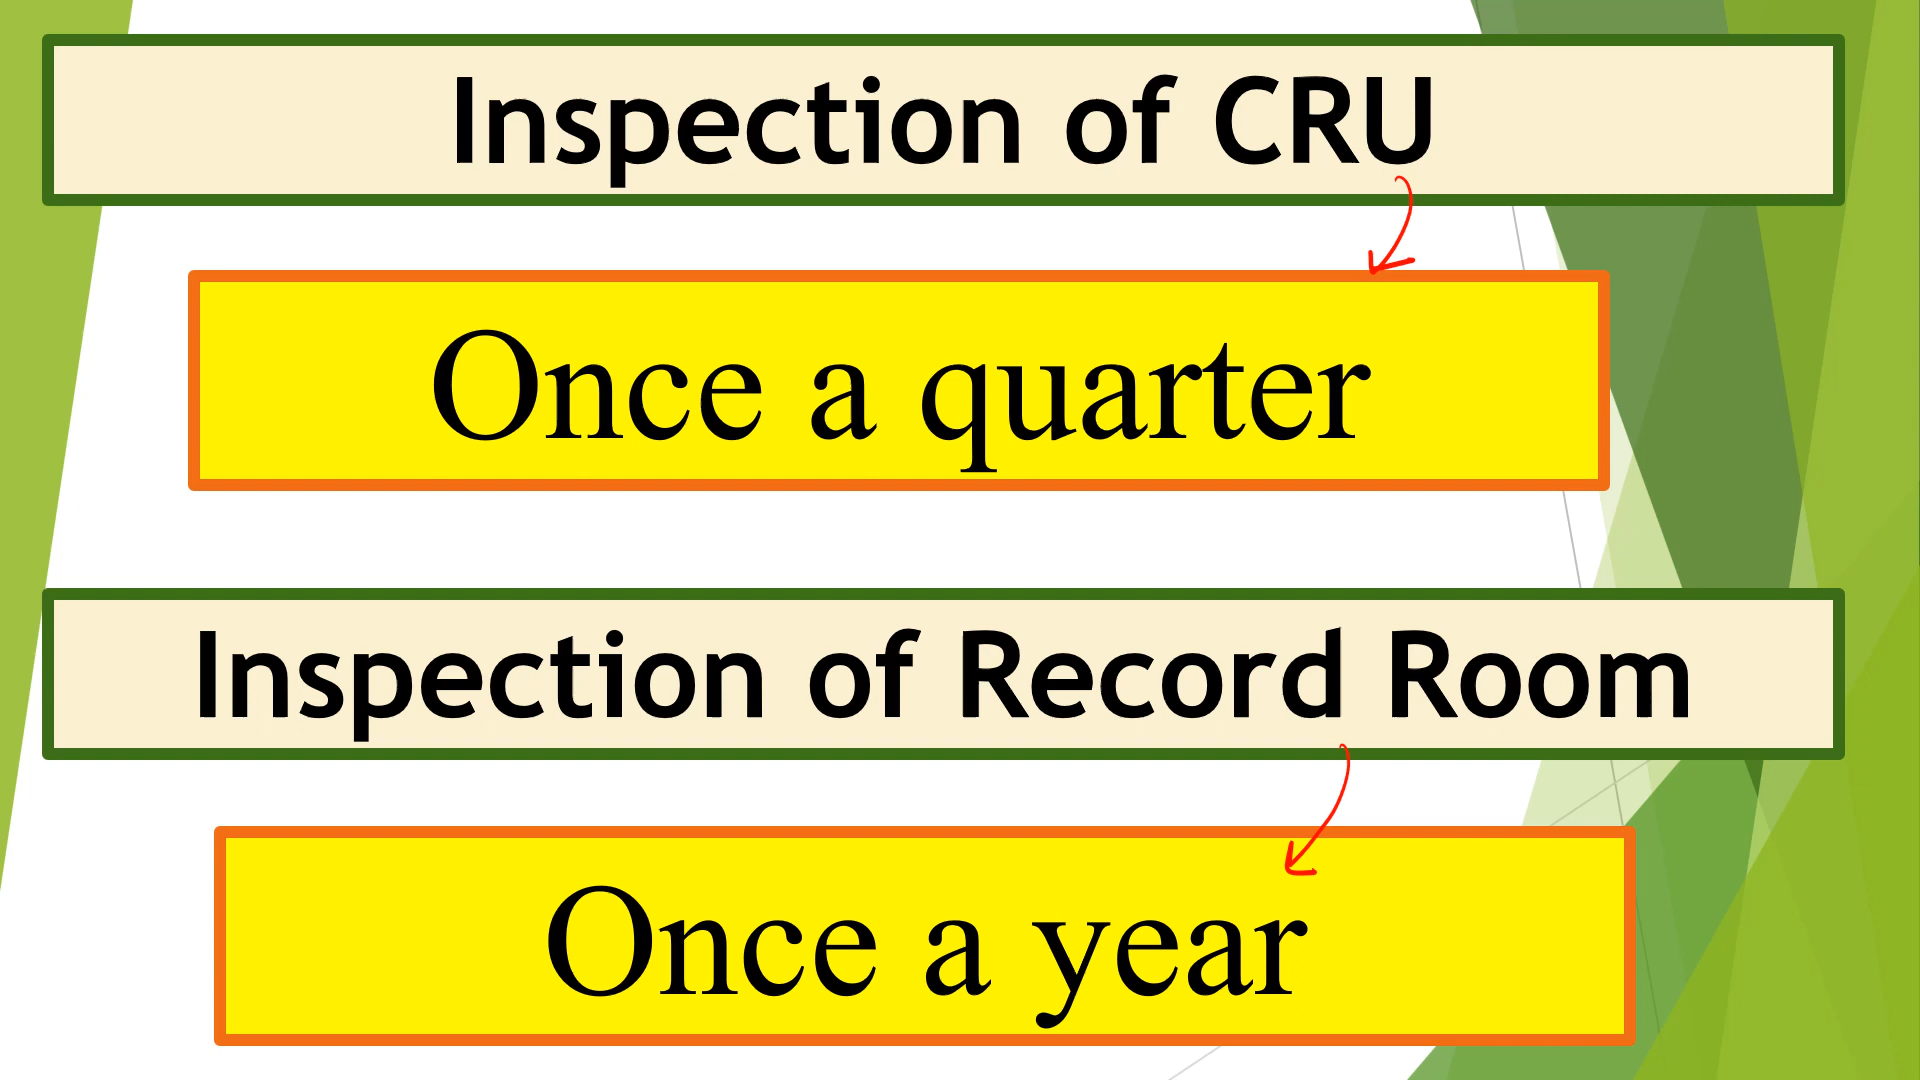 Inspection of CRU
Once a quarter
Inspection of Record Room
Once a year